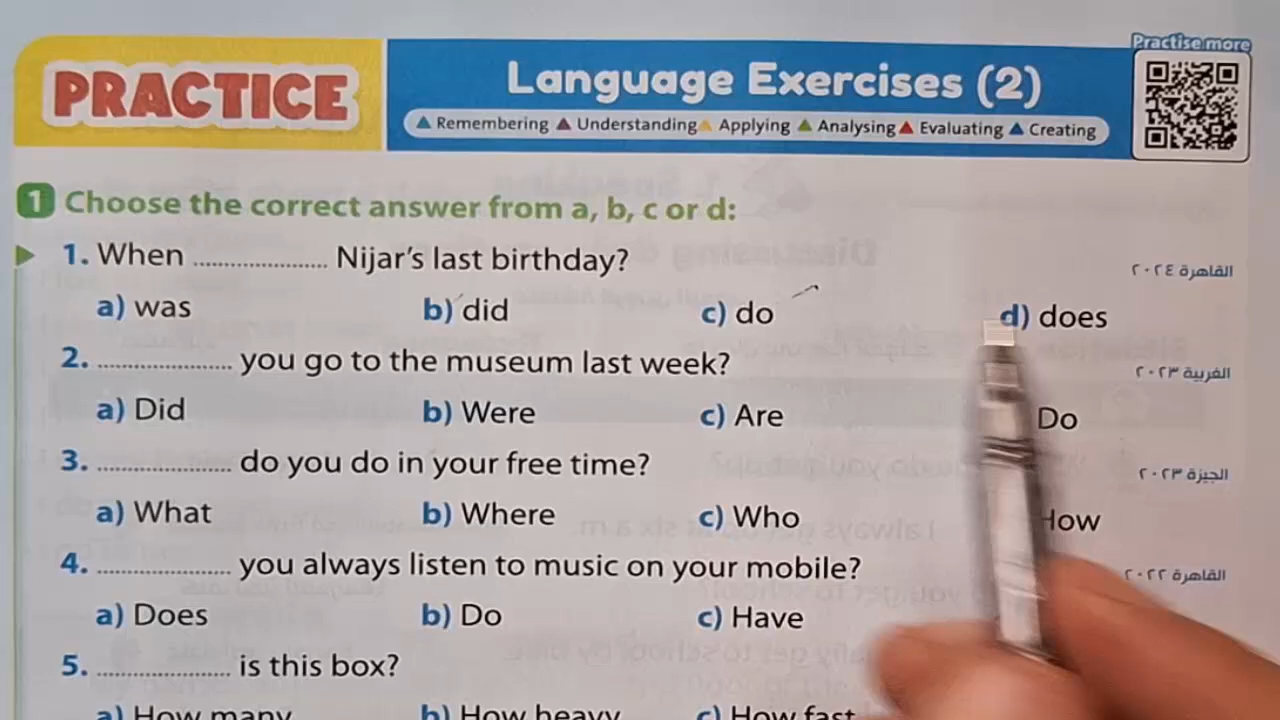 Practise more
PRACTICE
Language Exercises (2)
Remembering Understanding Applying Analysing Evaluating Creating
1 Choose the correct answer from a, b, c or d:
1. When ................ Nijar's last birthday?
القاهرة ٢٠٢٤
a) was b) did c) do d) does
2. ................ you go to the museum last week?
الغربية ٢٠٢٣
a) Did b) Were c) Are Do
3. ................ do you do in your free time?
الجيزة ٢٠٢٣
a) What b) Where c) Who How
4. ................ you always listen to music on your mobile?
القاهرة ٢٠٢٢
a) Does b) Do c) Have
5. ................ is this box?
a) How many b) How heavy c) How fast